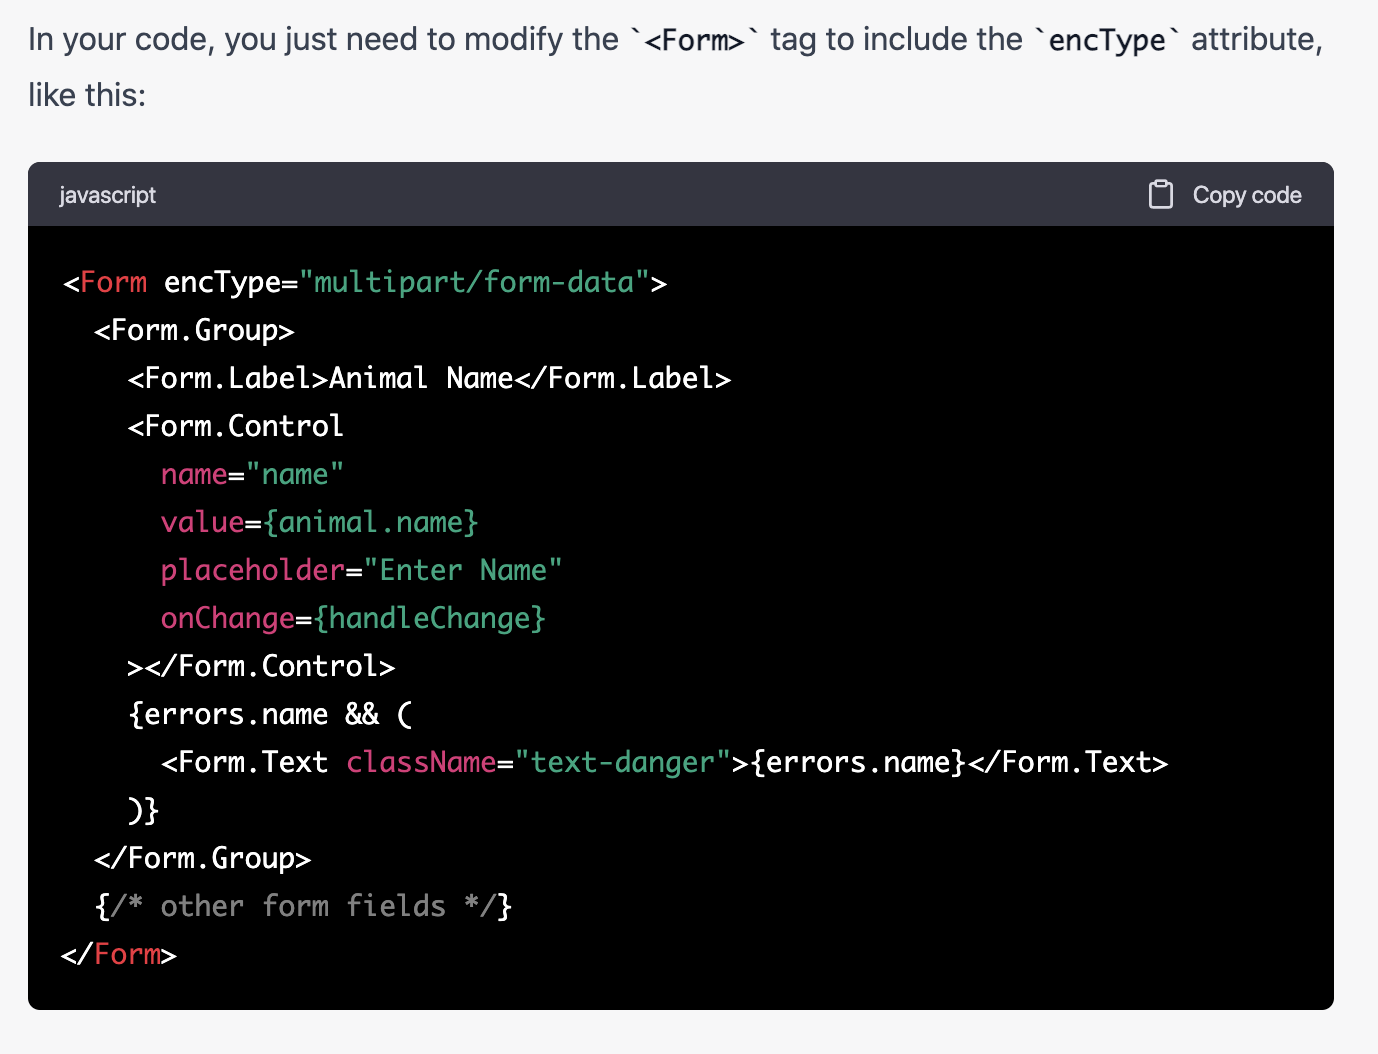 In your code, you just need to modify the `<Form>` tag to include the `encType` attribute,
like this:
javascript
Copy code
<Form encType="multipart/form-data">
  <Form.Group>
    <Form.Label>Animal Name</Form.Label>
    <Form.Control
      name="name"
      value={animal.name}
      placeholder="Enter Name"
      onChange={handleChange}
    ></Form.Control>
    {errors.name && (
      <Form.Text className="text-danger">{errors.name}</Form.Text>
    )}
  </Form.Group>
  {/* other form fields */}
</Form>